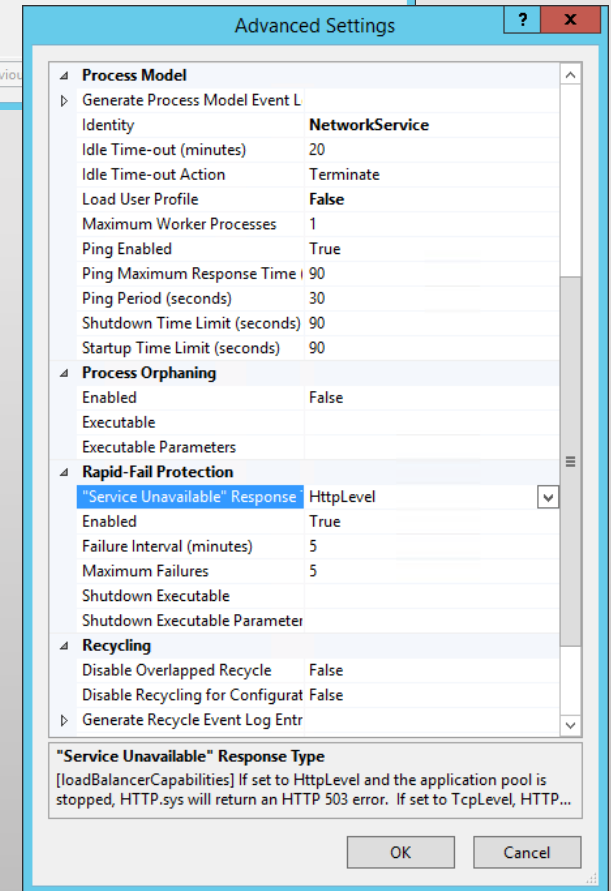 Advanced Settings
?
x
viou
Process Model
Generate Process Model Event L
Identity NetworkService
Idle Time-out (minutes) 20
Idle Time-out Action Terminate
Load User Profile False
Maximum Worker Processes 1
Ping Enabled True
Ping Maximum Response Time ( 90
Ping Period (seconds) 30
Shutdown Time Limit (seconds) 90
Startup Time Limit (seconds) 90
Process Orphaning
Enabled False
Executable
Executable Parameters
Rapid-Fail Protection
"Service Unavailable" Response T HttpLevel
Enabled True
Failure Interval (minutes) 5
Maximum Failures 5
Shutdown Executable
Shutdown Executable Parameter
Recycling
Disable Overlapped Recycle False
Disable Recycling for Configurat False
Generate Recycle Event Log Entr
"Service Unavailable" Response Type
[loadBalancerCapabilities] If set to HttpLevel and the application pool is
stopped, HTTP.sys will return an HTTP 503 error.  If set to TcpLevel, HTTP...
OK Cancel